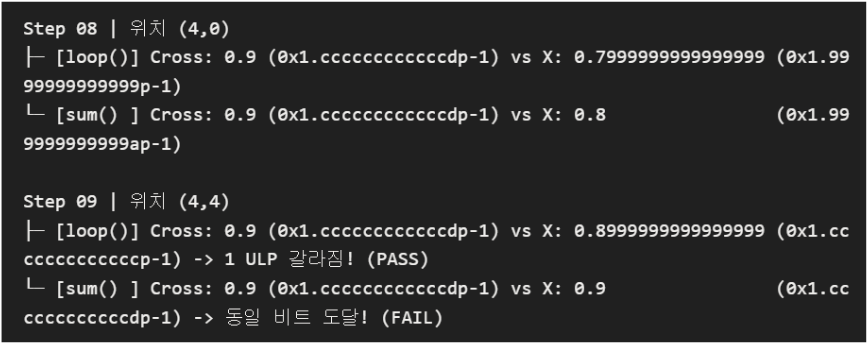 Step 08 | 위치 (4,0)
├─ [loop()] Cross: 0.9 (0x1.ccccccccccccdp-1) vs X: 0.7999999999999999 (0x1.99
99999999999p-1)
└─ [sum() ] Cross: 0.9 (0x1.ccccccccccccdp-1) vs X: 0.8                (0x1.99
9999999999ap-1)
Step 09 | 위치 (4,4)
├─ [loop()] Cross: 0.9 (0x1.ccccccccccccdp-1) vs X: 0.8999999999999999 (0x1.cc
cccccccccccp-1) -> 1 ULP 갈라짐! (PASS)
└─ [sum() ] Cross: 0.9 (0x1.ccccccccccccdp-1) vs X: 0.9                (0x1.cc
ccccccccccdp-1) -> 동일 비트 도달! (FAIL)